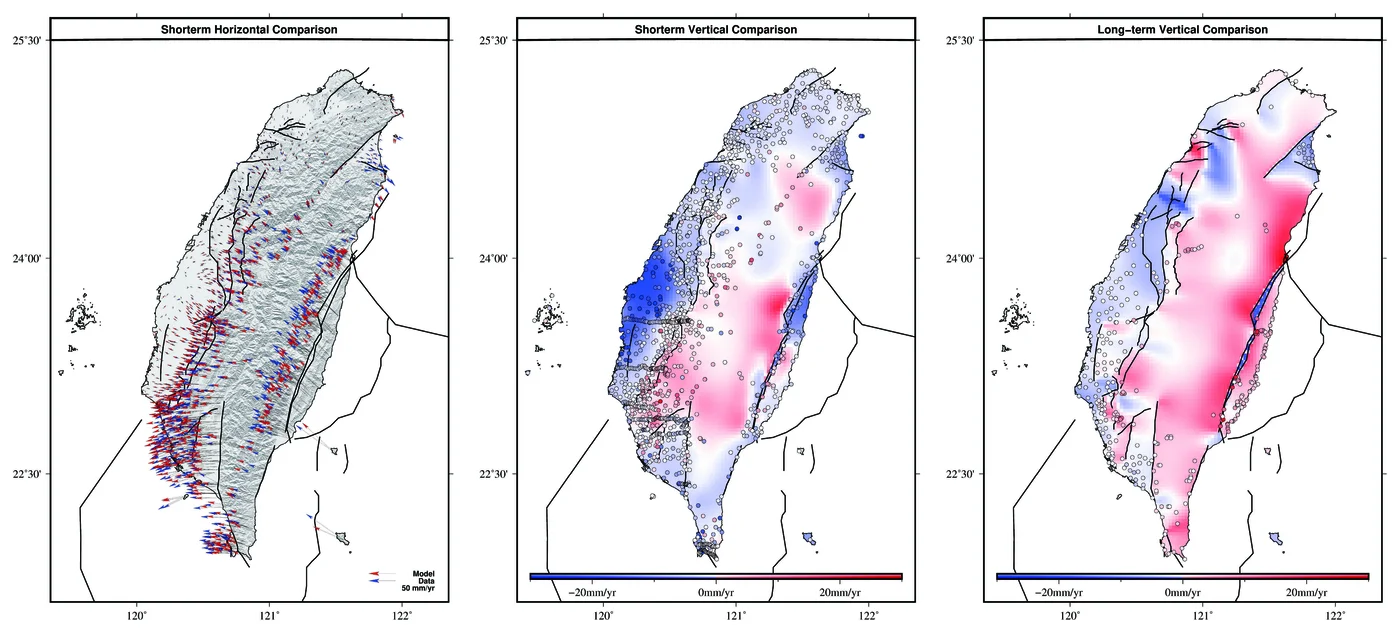 Shorterm Horizontal Comparison
25˚30'
24˚00'
22˚30'
Model
Data
50 mm/yr
120˚
121˚
122˚
Shorterm Vertical Comparison
25˚30'
24˚00'
22˚30'
−20mm/yr
0mm/yr
20mm/yr
120˚
121˚
122˚
Long−term Vertical Comparison
25˚30'
24˚00'
22˚30'
−20mm/yr
0mm/yr
20mm/yr
120˚
121˚
122˚